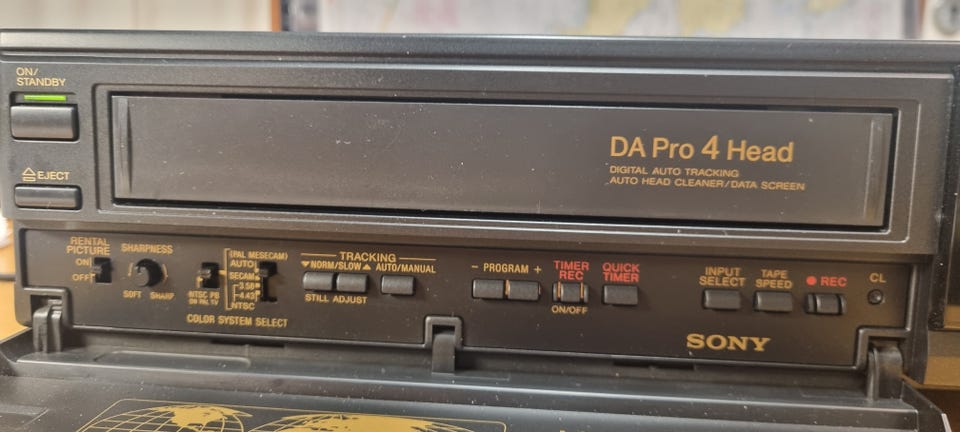 ON/
STANDBY
EJECT
DA Pro 4 Head
DIGITAL AUTO TRACKING
AUTO HEAD CLEANER/DATA SCREEN
RENTAL
PICTURE
ON
OFF
SHARPNESS
SOFT SHARP
(PAL MESECAM)
AUTO
SECAM
3.58
4.43
NTSC
NTSC PB
ON PAL TV
COLOR SYSTEM SELECT
TRACKING
▼NORM/SLOW▲ AUTO/MANUAL
STILL ADJUST
- PROGRAM +
TIMER
REC
ON/OFF
QUICK
TIMER
INPUT
SELECT
TAPE
SPEED
● REC
CL
SONY